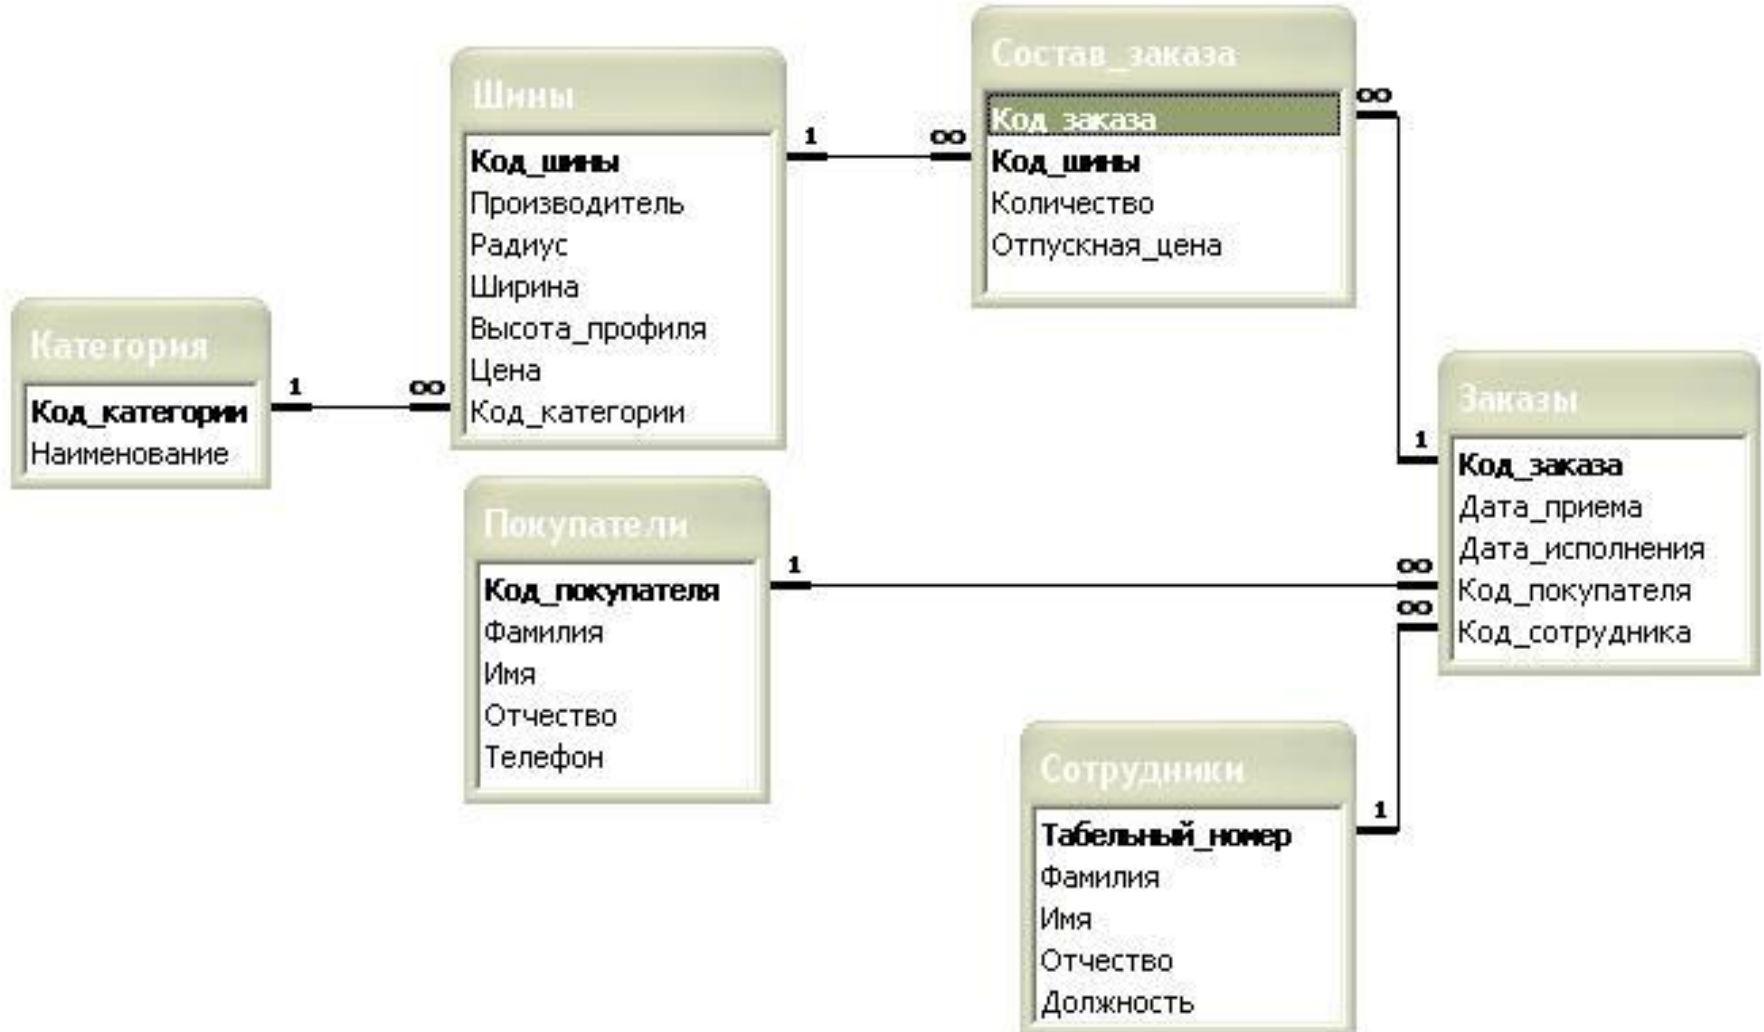 Категория
Код_категории
Наименование
1
∞
Шины
Код_шины
Производитель
Радиус
Ширина
Высота_профиля
Цена
Код_категории
1
∞
Состав_заказа
Код_заказа
Код_шины
Количество
Отпускная_цена
∞
1
Заказы
Код_заказа
Дата_приема
Дата_исполнения
Код_покупателя
Код_сотрудника
Покупатели
Код_покупателя
Фамилия
Имя
Отчество
Телефон
1
∞
∞
1
Сотрудники
Табельный_номер
Фамилия
Имя
Отчество
Должность